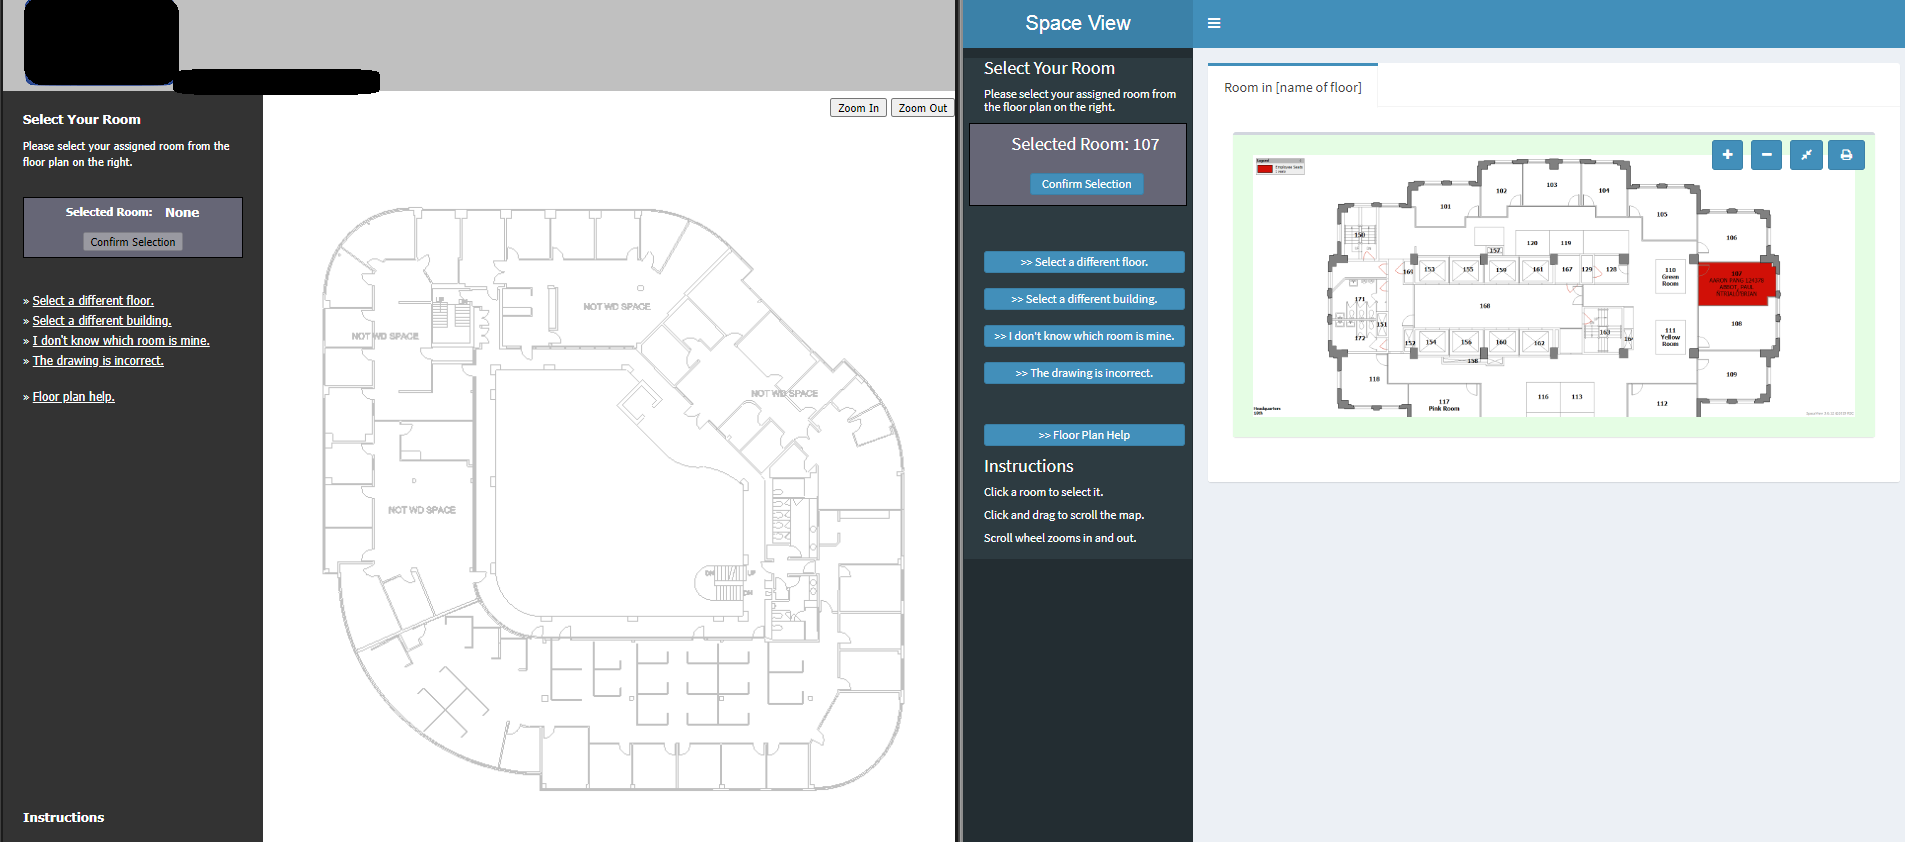 Select Your Room
Please select your assigned room from the
floor plan on the right.
Selected Room: None
Confirm Selection
» Select a different floor.
» Select a different building.
» I don't know which room is mine.
» The drawing is incorrect.
» Floor plan help.
Instructions
Zoom In Zoom Out
NOT WD SPACE
NOT WD SPACE
NOT WD SPACE
NOT WD SPACE
UP
DN
DN
UP
DN
Space View
Select Your Room
Please select your assigned room from
the floor plan on the right.
Selected Room: 107
Confirm Selection
>> Select a different floor.
>> Select a different building.
>> I don't know which room is mine.
>> The drawing is incorrect.
>> Floor Plan Help
Instructions
Click a room to select it.
Click and drag to scroll the map.
Scroll wheel zooms in and out.
Room in [name of floor]
Legend
102
103
104
101
105
106
150
157
120
119
107
153
155
159
161
167
129
128
110
Green
Room
171
168
151
108
111
Yellow
Room
163
172
152
154
156
160
162
158
118
109
116
113
117
Pink Room
112
Headquarters